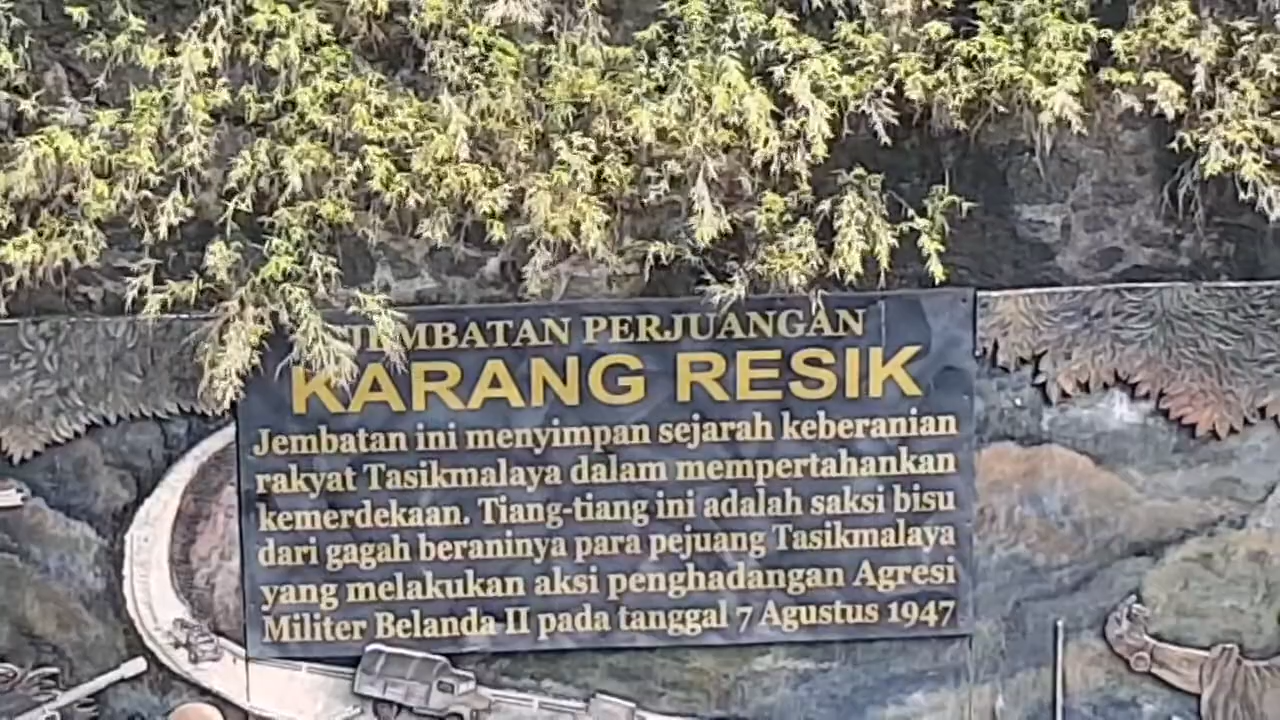 JEMBATAN PERJUANGAN
KARANG RESIK
Jembatan ini menyimpan sejarah keberanian
rakyat Tasikmalaya dalam mempertahankan
kemerdekaan. Tiang-tiang ini adalah saksi bisu
dari gagah beraninya para pejuang Tasikmalaya
yang melakukan aksi penghadangan Agresi
Militer Belanda II pada tanggal 7 Agustus 1947